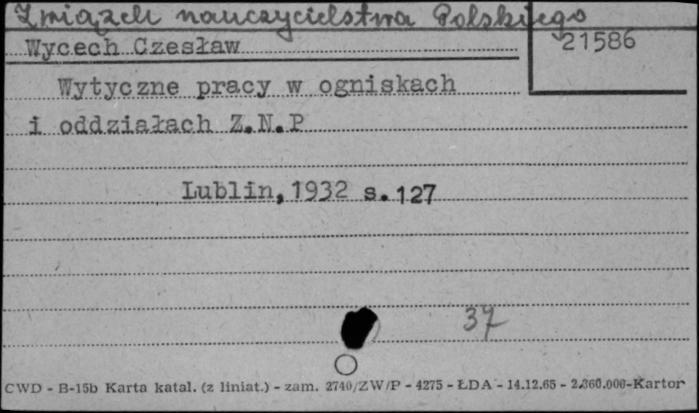 Związek nauczycielstwa Polskiego
Wycech Czesław
21586
Wytyczne pracy w ogniskach
i oddziałach Z.N.P
Lublin, 1932 s. 127
37
CWD - B-15b Karta katal. (z liniat.) - zam. 2740/ZW/P - 4275 - ŁDA - 14.12.65 - 2.360.000-Kartor